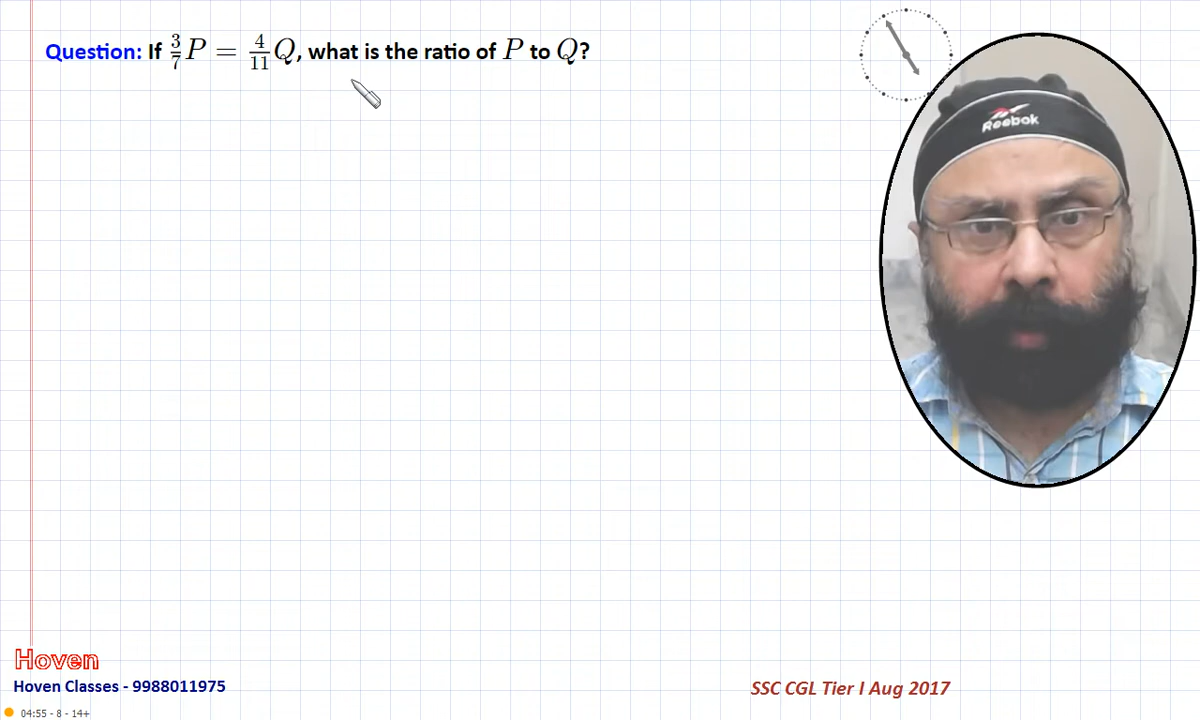 Question: If 3/7 P = 4/11 Q, what is the ratio of P to Q?
Reebok
Hoven
Hoven Classes - 9988011975
SSC CGL Tier I Aug 2017
04:55 - 8 - 14+